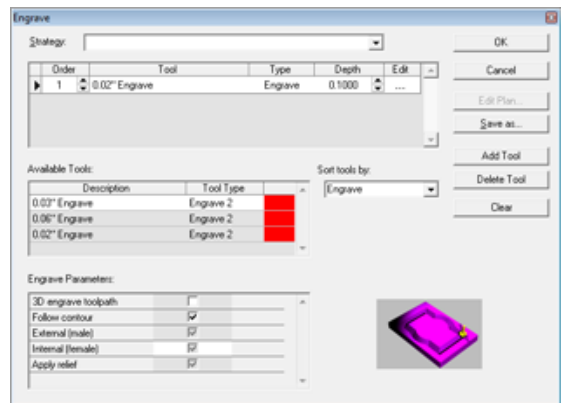 Engrave
Strategy:
OK
Order Tool Type Depth Edit
1 0.02" Engrave Engrave 0.1000 ....
Cancel
Edit Plan...
Save as...
Add Tool
Delete Tool
Clear
Available Tools:
Sort tools by:
Description Tool Type
Engrave
0.03" Engrave Engrave 2
0.06" Engrave Engrave 2
0.02" Engrave Engrave 2
Engrave Parameters:
3D engrave toolpath
Follow contour
External (male)
Internal (female)
Apply relief